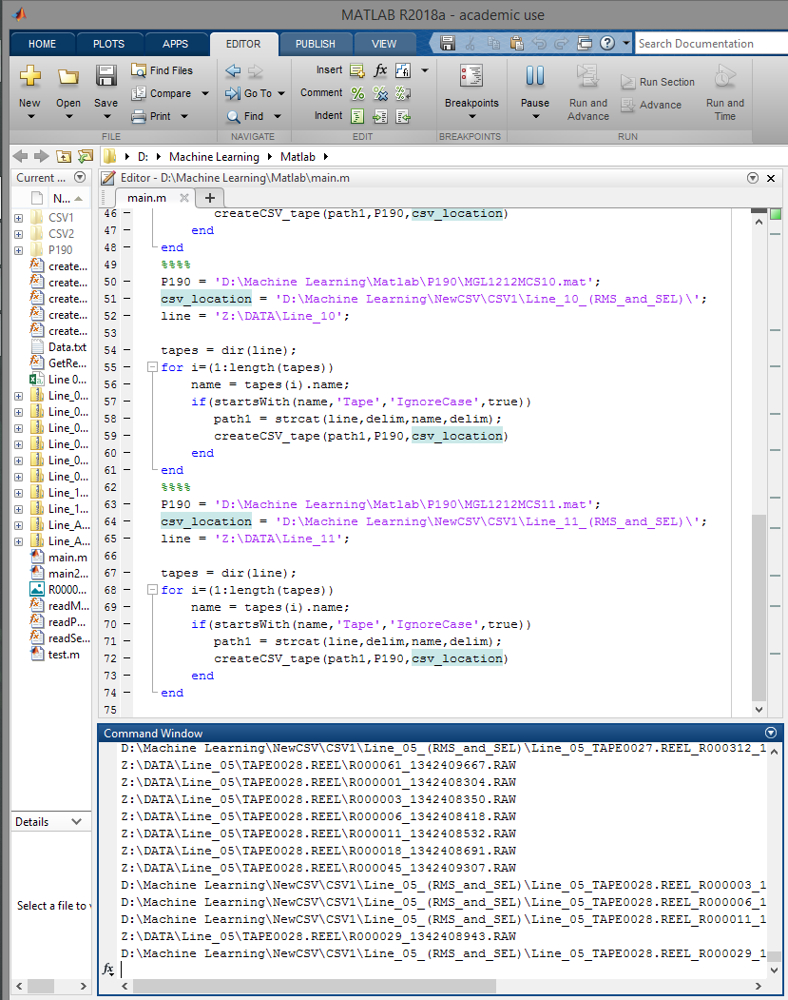 MATLAB R2018a - academic use
HOME PLOTS APPS EDITOR PUBLISH VIEW Search Documentation
New Open Save Find Files Compare Print
Go To Find
Insert fx
Comment
Indent
Breakpoints Pause Run and Advance Run Section Advance Run and Time
FILE NAVIGATE EDIT BREAKPOINTS RUN
D: Machine Learning Matlab
Current ...
N...
CSV1
CSV2
P190
create...
create...
create...
create...
create...
Data.txt
GetRe...
Line 0...
Line_0...
Line_0...
Line_0...
Line_0...
Line_0...
Line_0...
Line_1...
Line_1...
Line_A...
Line_A...
main.m
main2...
R0000...
readM...
readP...
readSe...
test.m
Details
Select a file to v
Editor - D:\Machine Learning\Matlab\main.m
main.m
46 – createCSV_tape(path1,P190,csv_location)
47 – end
48 – end
49 %%%%
50 – P190 = 'D:\Machine Learning\Matlab\P190\MGL1212MCS10.mat';
51 – csv_location = 'D:\Machine Learning\NewCSV\CSV1\Line_10_(RMS_and_SEL)\';
52 – line = 'Z:\DATA\Line_10';
53
54 – tapes = dir(line);
55 – for i=(1:length(tapes))
56 – name = tapes(i).name;
57 – if(startsWith(name,'Tape','IgnoreCase',true))
58 – path1 = strcat(line,delim,name,delim);
59 – createCSV_tape(path1,P190,csv_location)
60 – end
61 – end
62 %%%%
63 – P190 = 'D:\Machine Learning\Matlab\P190\MGL1212MCS11.mat';
64 – csv_location = 'D:\Machine Learning\NewCSV\CSV1\Line_11_(RMS_and_SEL)\';
65 – line = 'Z:\DATA\Line_11';
66
67 – tapes = dir(line);
68 – for i=(1:length(tapes))
69 – name = tapes(i).name;
70 – if(startsWith(name,'Tape','IgnoreCase',true))
71 – path1 = strcat(line,delim,name,delim);
72 – createCSV_tape(path1,P190,csv_location)
73 – end
74 – end
75
Command Window
D:\Machine Learning\NewCSV\CSV1\Line_05_(RMS_and_SEL)\Line_05_TAPE0027.REEL_R000312_1
Z:\DATA\Line_05\TAPE0028.REEL\R000061_1342409667.RAW
Z:\DATA\Line_05\TAPE0028.REEL\R000001_1342408304.RAW
Z:\DATA\Line_05\TAPE0028.REEL\R000003_1342408350.RAW
Z:\DATA\Line_05\TAPE0028.REEL\R000006_1342408418.RAW
Z:\DATA\Line_05\TAPE0028.REEL\R000011_1342408532.RAW
Z:\DATA\Line_05\TAPE0028.REEL\R000018_1342408691.RAW
Z:\DATA\Line_05\TAPE0028.REEL\R000045_1342409307.RAW
D:\Machine Learning\NewCSV\CSV1\Line_05_(RMS_and_SEL)\Line_05_TAPE0028.REEL_R000003_1
D:\Machine Learning\NewCSV\CSV1\Line_05_(RMS_and_SEL)\Line_05_TAPE0028.REEL_R000006_1
D:\Machine Learning\NewCSV\CSV1\Line_05_(RMS_and_SEL)\Line_05_TAPE0028.REEL_R000011_1
Z:\DATA\Line_05\TAPE0028.REEL\R000029_1342408943.RAW
D:\Machine Learning\NewCSV\CSV1\Line_05_(RMS_and_SEL)\Line_05_TAPE0028.REEL_R000029_1
fx